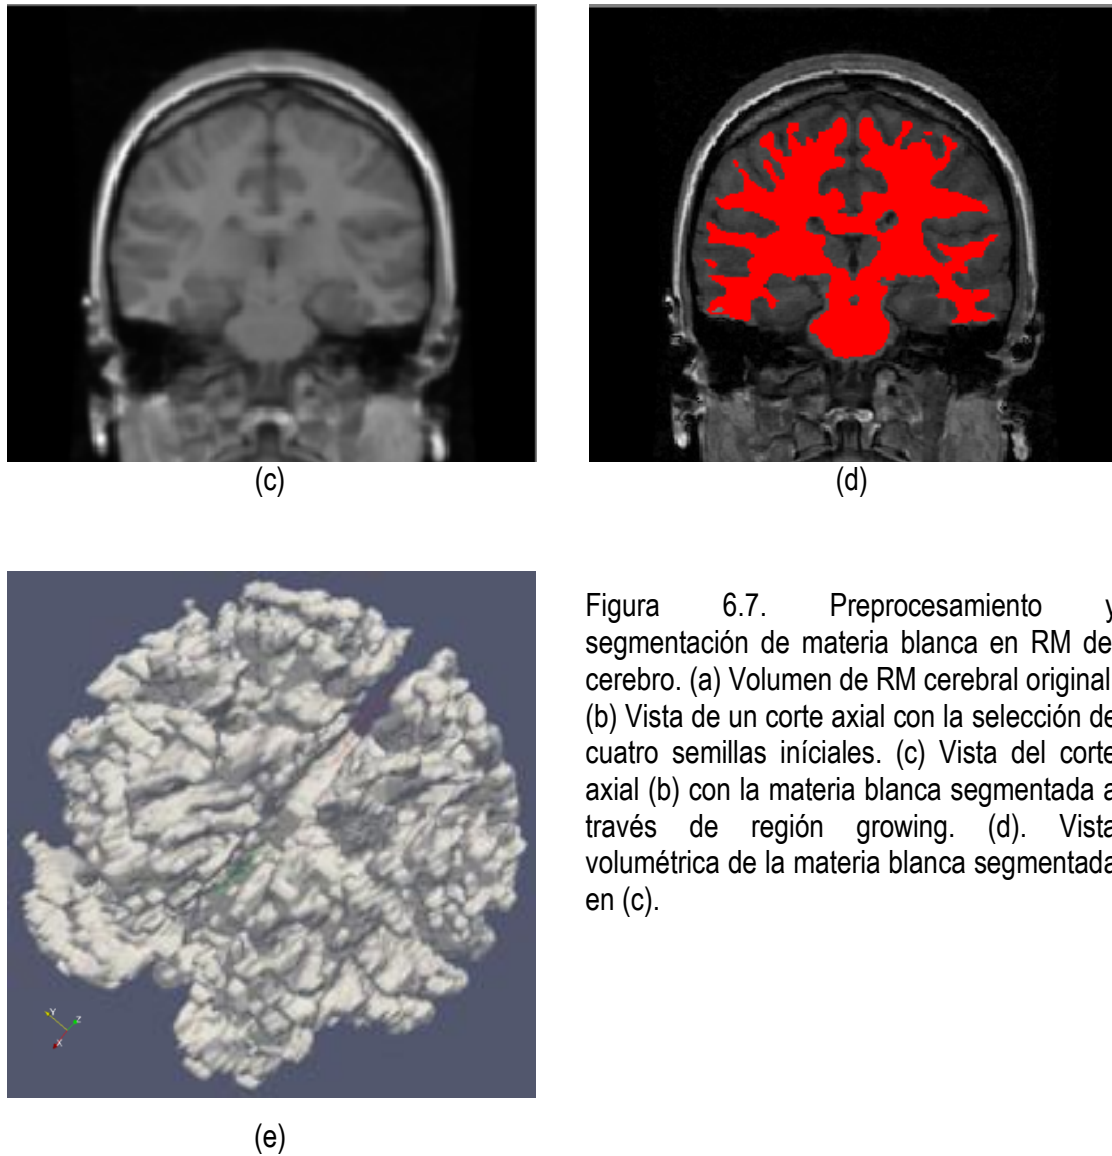 (c)
(d)
Figura 6.7. Preprocesamiento y
segmentación de materia blanca en RM de
cerebro. (a) Volumen de RM cerebral original
(b) Vista de un corte axial con la selección de
cuatro semillas iníciales. (c) Vista del corte
axial (b) con la materia blanca segmentada a
través de región growing. (d). Vista
volumétrica de la materia blanca segmentada
en (c).
Y
Z
X
(e)